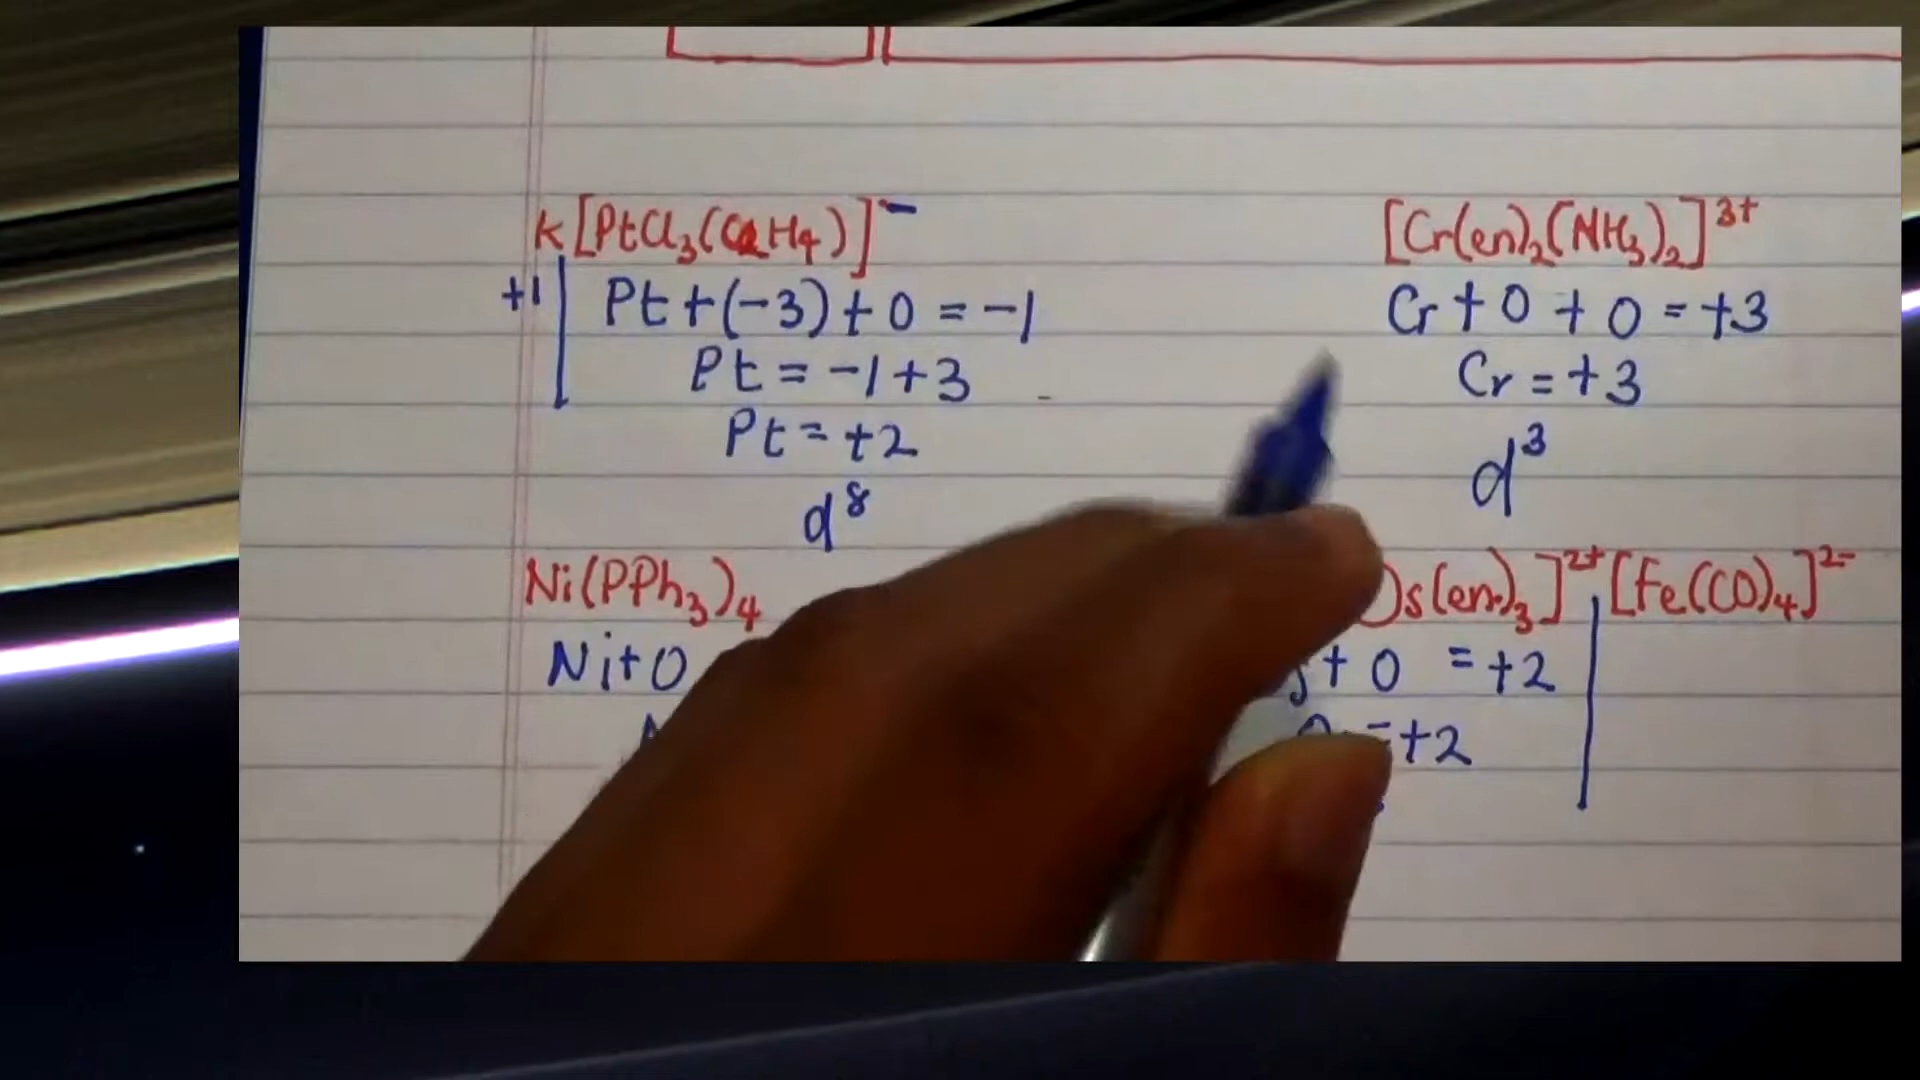 K[PtCl₃(C₂H₄)]⁻
+1 | Pt + (-3) + 0 = -1
Pt = -1 + 3
Pt = +2
d⁸
[Cr(en)₂(NH₃)₂]³⁺
Cr + 0 + 0 = +3
Cr = +3
d³
Ni(PPh₃)₄
Ni + 0
s(en)₃]²⁺
+ 0 = +2
= +2
[Fe(CO)₄]²⁻